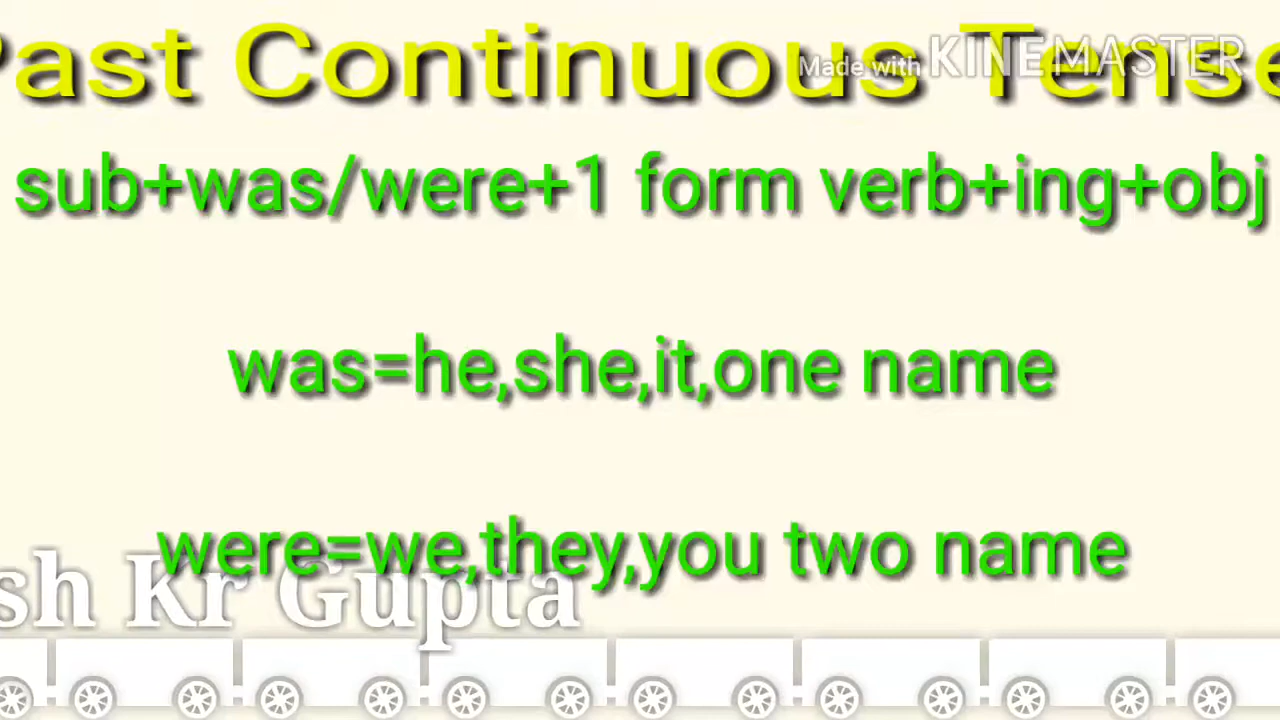 Past Continuous Tense
Made with KINEMASTER
sub+was/were+1 form verb+ing+obj
was=he,she,it,one name
were=we,they,you two name
Kr Gupta